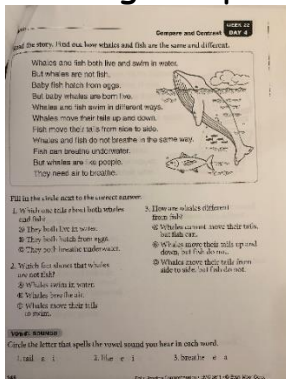 WEEK 22
Compare and Contrast DAY 4
Read the story. Find out how whales and fish are the same and different.
Whales and fish both live and swim in water.
But whales are not fish.
Baby fish hatch from eggs.
But baby whales are born live.
Whales and fish swim in different ways.
Whales move their tails up and down.
Fish move their tails from side to side.
Whales and fish do not breathe in the same way.
Fish can breathe underwater.
But whales are like people.
They need air to breathe.
Fill in the circle next to the correct answer.
1. Which one tells about both whales
and fish?
A They both live in water.
B They both hatch from eggs.
C They both breathe underwater.
2. Which fact shows that whales
are not fish?
A Whales swim in water.
B Whales breathe air.
C Whales move their tails
to swim.
3. How are whales different
from fish?
A Whales cannot move their tails,
but fish can.
B Whales move their tails up and
down, but fish do not.
C Whales move their tails from
side to side, but fish do not.
Circle the letter that spells the vowel sound you hear in each word.
1. tail a i
2. like e i
3. breathe e a